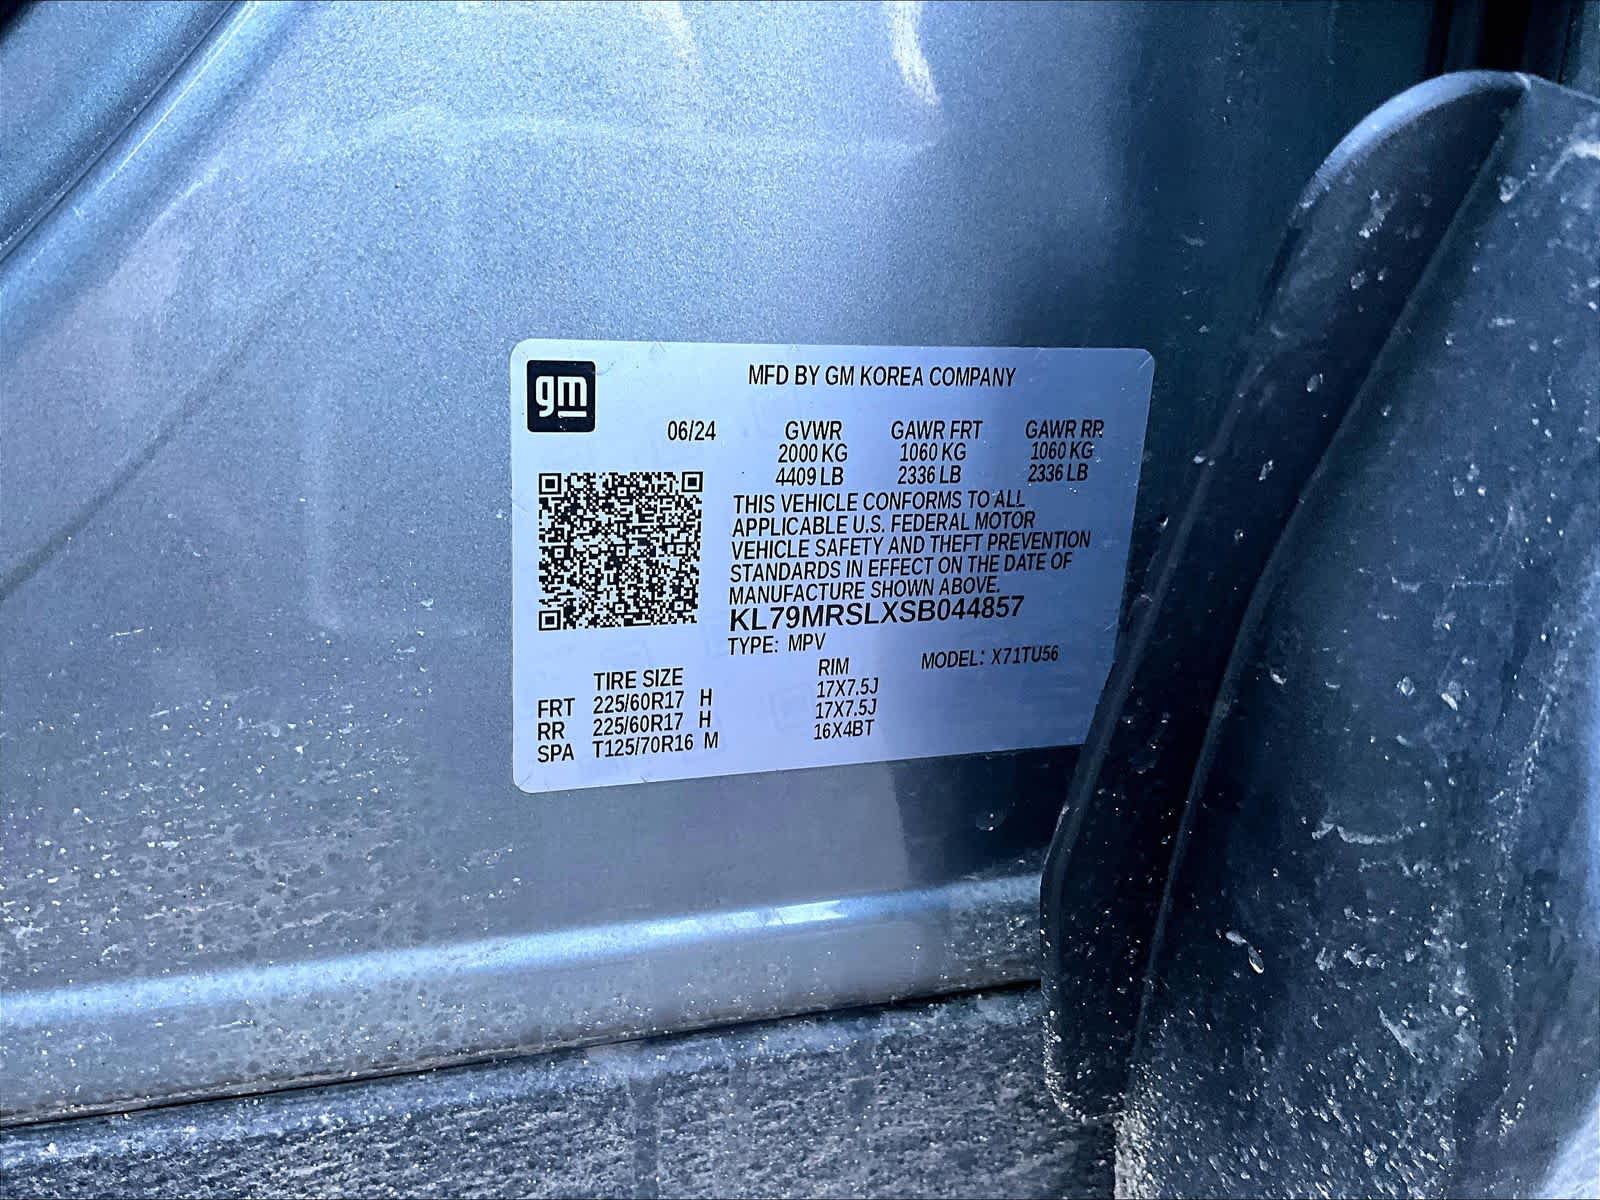 gm
MFD BY GM KOREA COMPANY
06/24 GVWR GAWR FRT GAWR RR
2000 KG 1060 KG 1060 KG
4409 LB 2336 LB 2336 LB
THIS VEHICLE CONFORMS TO ALL
APPLICABLE U.S. FEDERAL MOTOR
VEHICLE SAFETY AND THEFT PREVENTION
STANDARDS IN EFFECT ON THE DATE OF
MANUFACTURE SHOWN ABOVE.
KL79MRSLXSB044857
TYPE: MPV
MODEL: X71TU56
TIRE SIZE RIM
FRT 225/60R17 H 17X7.5J
RR 225/60R17 H 17X7.5J
SPA T125/70R16 M 16X4BT